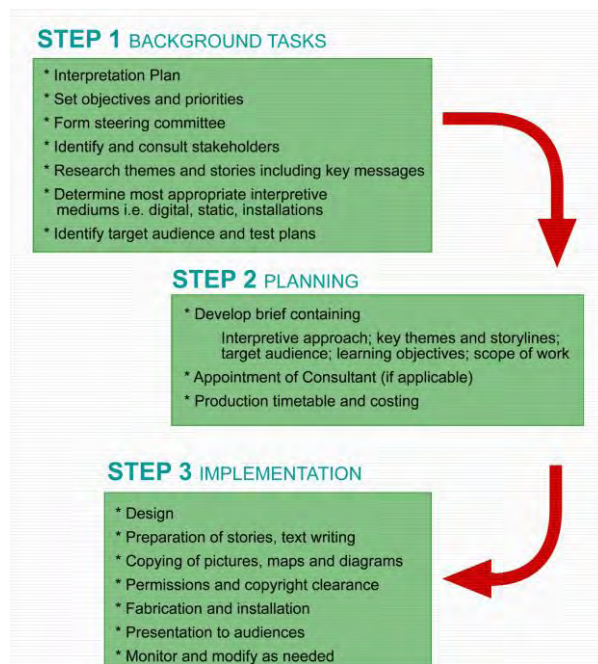 STEP 1 BACKGROUND TASKS
* Interpretation Plan
* Set objectives and priorities
* Form steering committee
* Identify and consult stakeholders
* Research themes and stories including key messages
* Determine most appropriate interpretive
mediums i.e. digital, static, installations
* Identify target audience and test plans
STEP 2 PLANNING
* Develop brief containing
Interpretive approach; key themes and storylines;
target audience; learning objectives; scope of work
* Appointment of Consultant (if applicable)
* Production timetable and costing
STEP 3 IMPLEMENTATION
* Design
* Preparation of stories, text writing
* Copying of pictures, maps and diagrams
* Permissions and copyright clearance
* Fabrication and installation
* Presentation to audiences
* Monitor and modify as needed